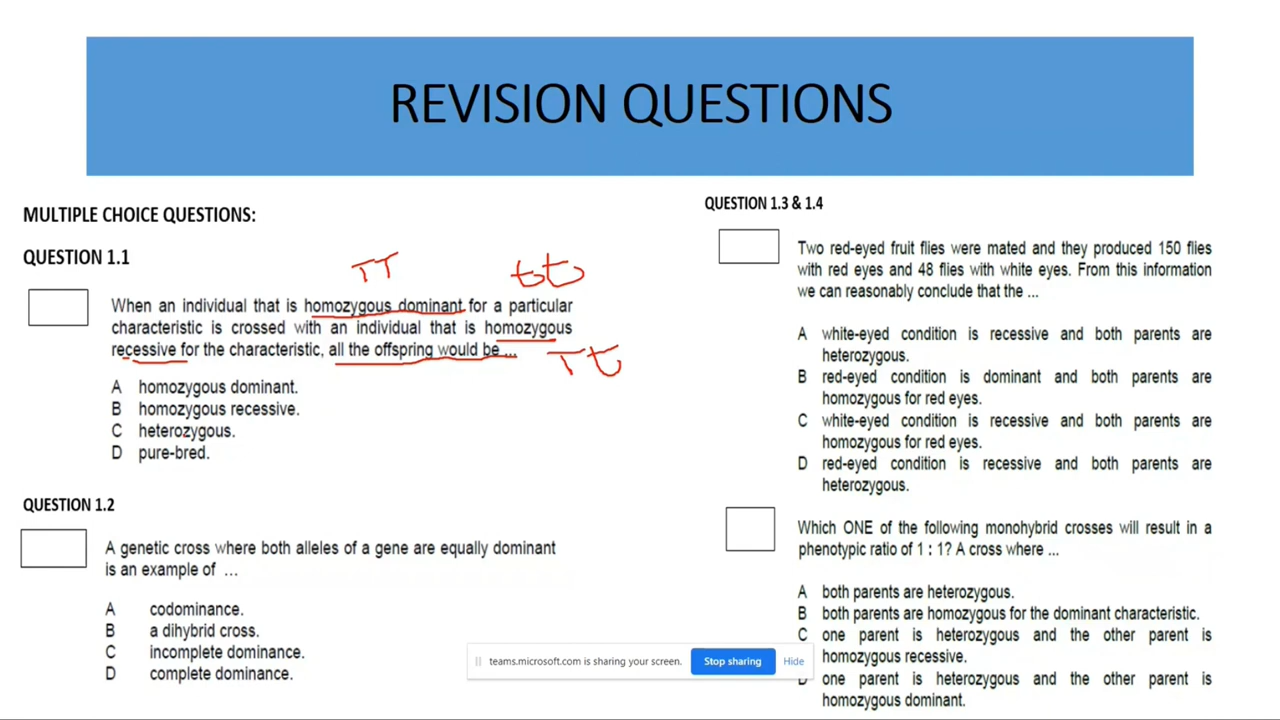 REVISION QUESTIONS
MULTIPLE CHOICE QUESTIONS:
QUESTION 1.1
TT
tt
When an individual that is homozygous dominant for a particular
characteristic is crossed with an individual that is homozygous
recessive for the characteristic, all the offspring would be ...
Tt
A homozygous dominant.
B homozygous recessive.
C heterozygous.
D pure-bred.
QUESTION 1.2
A genetic cross where both alleles of a gene are equally dominant
is an example of ...
A codominance.
B a dihybrid cross.
C incomplete dominance.
D complete dominance.
QUESTION 1.3 & 1.4
Two red-eyed fruit flies were mated and they produced 150 flies
with red eyes and 48 flies with white eyes. From this information
we can reasonably conclude that the ...
A white-eyed condition is recessive and both parents are
heterozygous.
B red-eyed condition is dominant and both parents are
homozygous for red eyes.
C white-eyed condition is recessive and both parents are
homozygous for red eyes.
D red-eyed condition is recessive and both parents are
heterozygous.
Which ONE of the following monohybrid crosses will result in a
phenotypic ratio of 1 : 1? A cross where ...
A both parents are heterozygous.
B both parents are homozygous for the dominant characteristic.
C one parent is heterozygous and the other parent is
homozygous recessive.
D one parent is heterozygous and the other parent is
homozygous dominant.
teams.microsoft.com is sharing your screen.
Stop sharing
Hide